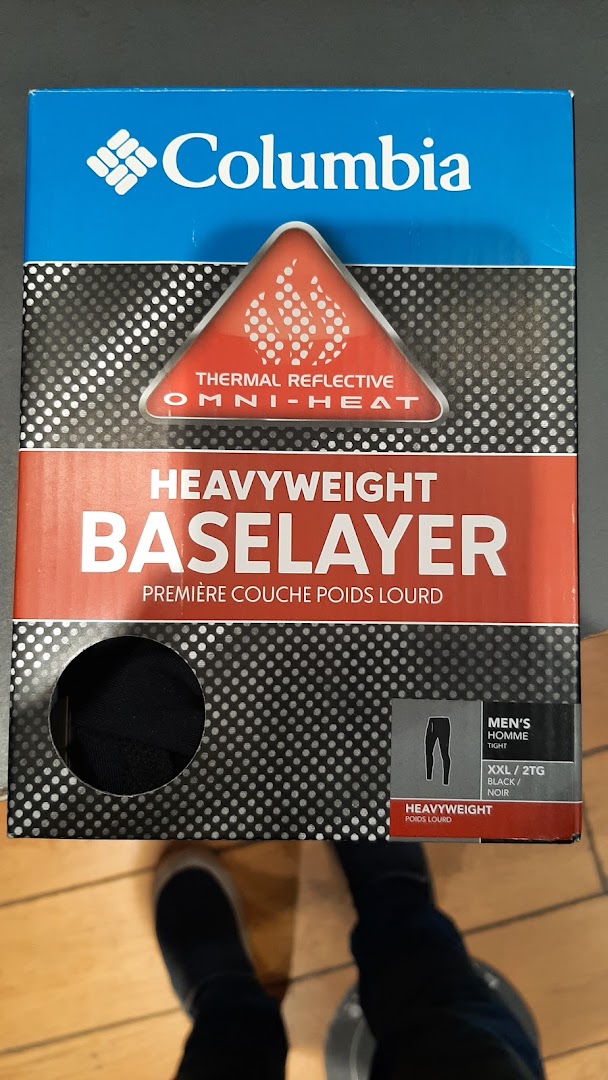 Columbia
THERMAL REFLECTIVE
OMNI-HEAT
HEAVYWEIGHT
BASELAYER
PREMIÈRE COUCHE POIDS LOURD
MEN'S
HOMME
TIGHT
XXL / 2TG
BLACK /
NOIR
HEAVYWEIGHT
POIDS LOURD